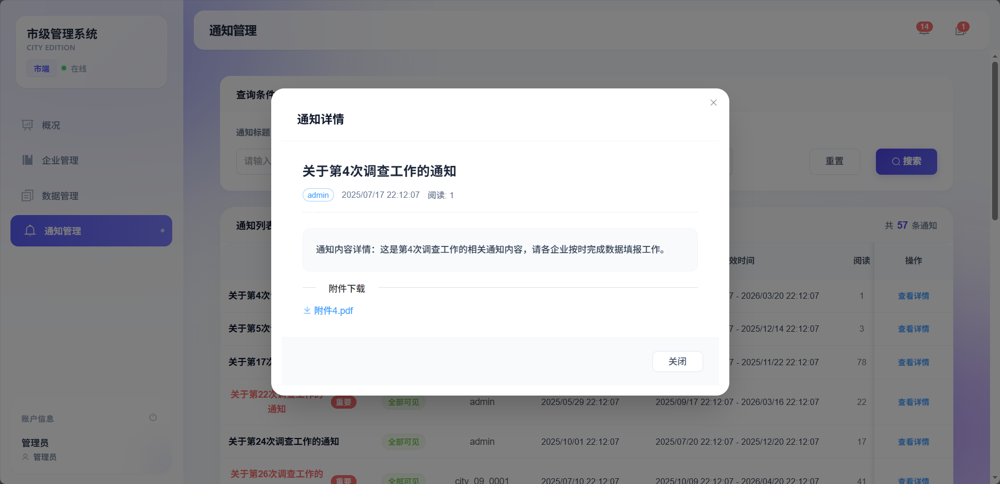 市级管理系统
CITY EDITION
市端 在线
概况
企业管理
数据管理
通知管理
账户信息
管理员
管理员
通知管理
14
1
查询条件
通知标题
请输入
重置
搜索
通知列表
共 57 条通知
效时间 阅读 操作
关于第4次 7 - 2026/03/20 22:12:07 1 查看详情
关于第5次 7 - 2025/12/14 22:12:07 3 查看详情
关于第17次 7 - 2025/11/22 22:12:07 78 查看详情
关于第22次调查工作的
通知 重要 全部可见 admin 2025/05/29 22:12:07 2025/09/17 22:12:07 - 2026/03/16 22:12:07 22 查看详情
关于第24次调查工作的通知 全部可见 admin 2025/10/01 22:12:07 2025/07/20 22:12:07 - 2025/12/20 22:12:07 17 查看详情
关于第26次调查工作的 重要 全部可见 city_09_0001 2025/07/10 22:12:07 2025/10/09 22:12:07 - 2026/04/20 22:12:07 41 查看详情
通知详情
关于第4次调查工作的通知
admin 2025/07/17 22:12:07 阅读: 1
通知内容详情：这是第4次调查工作的相关通知内容，请各企业按时完成数据填报工作。
附件下载
附件4.pdf
关闭